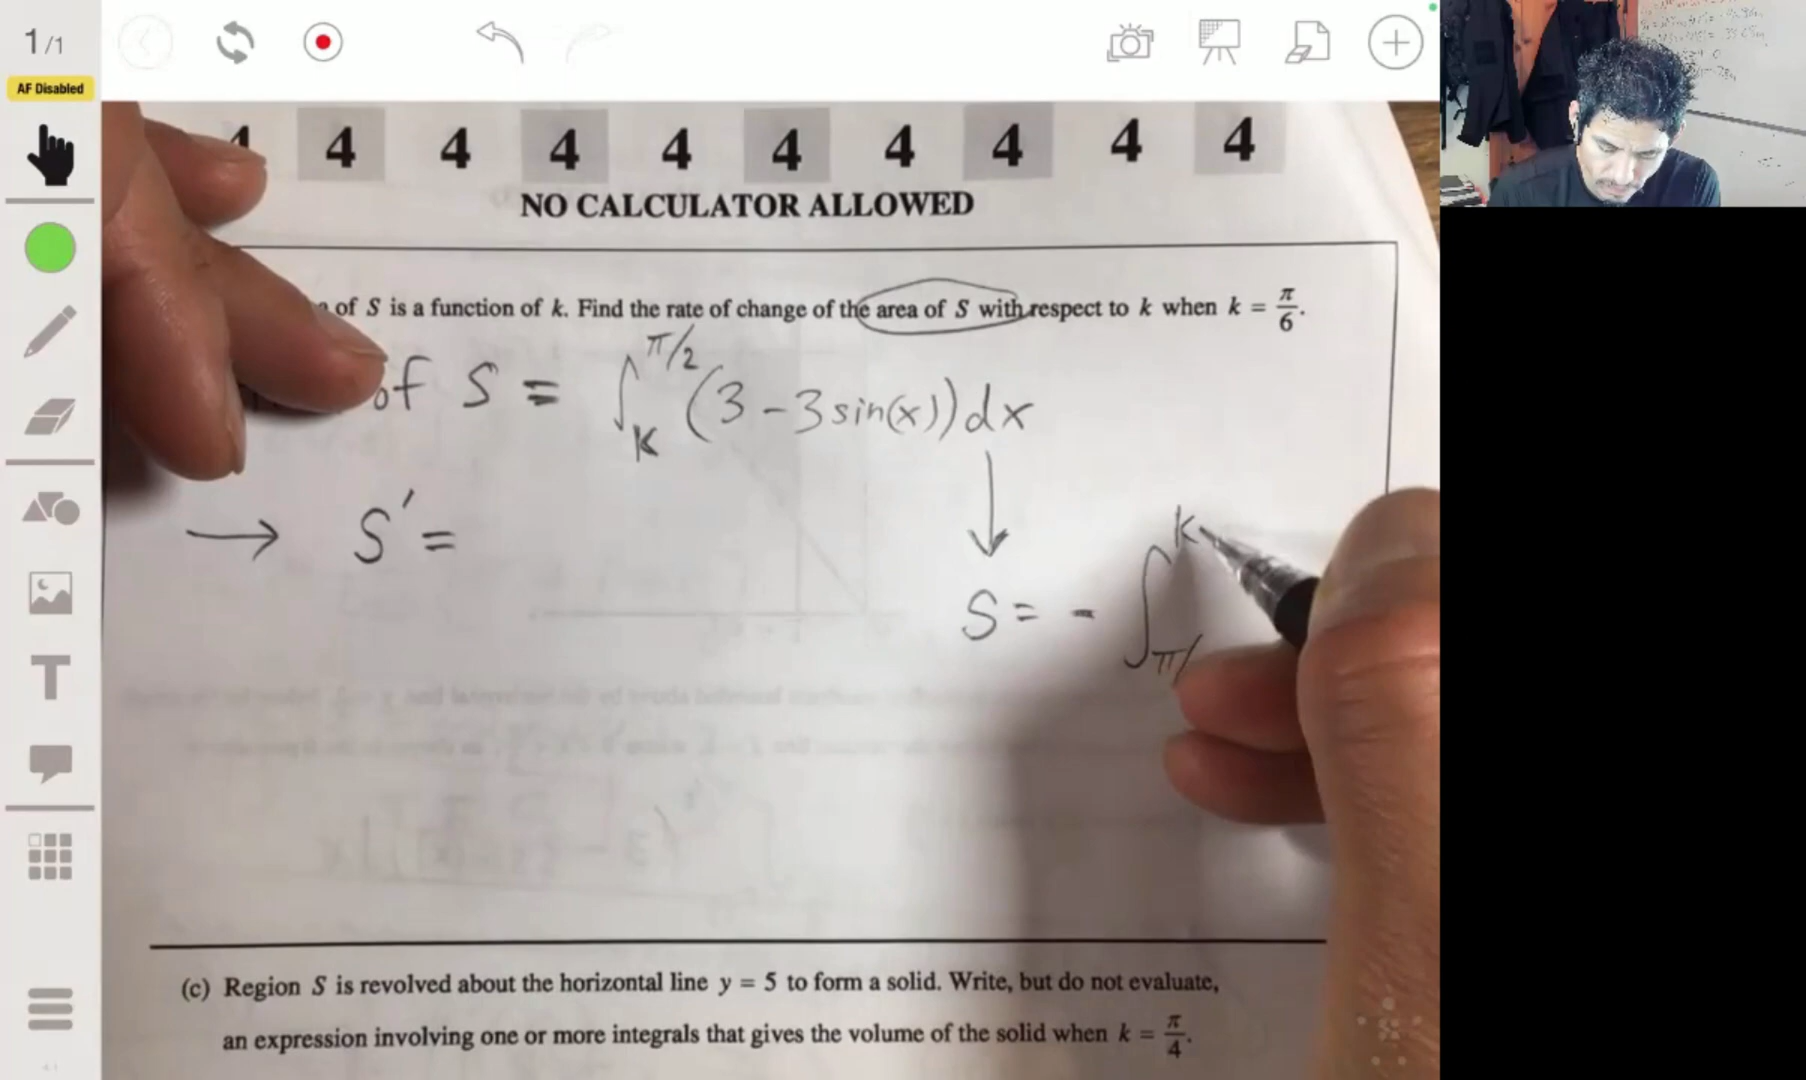 1/1
AF Disabled
4 4 4 4 4 4 4 4 4 4
NO CALCULATOR ALLOWED
of S is a function of k. Find the rate of change of the area of S with respect to k when k = π/6.
of S = ∫_K^π/2 (3 - 3 sin(x)) dx
→ S' =
↓
S = - ∫_π/^K
(c) Region S is revolved about the horizontal line y = 5 to form a solid. Write, but do not evaluate,
an expression involving one or more integrals that gives the volume of the solid when k = π/4.
T